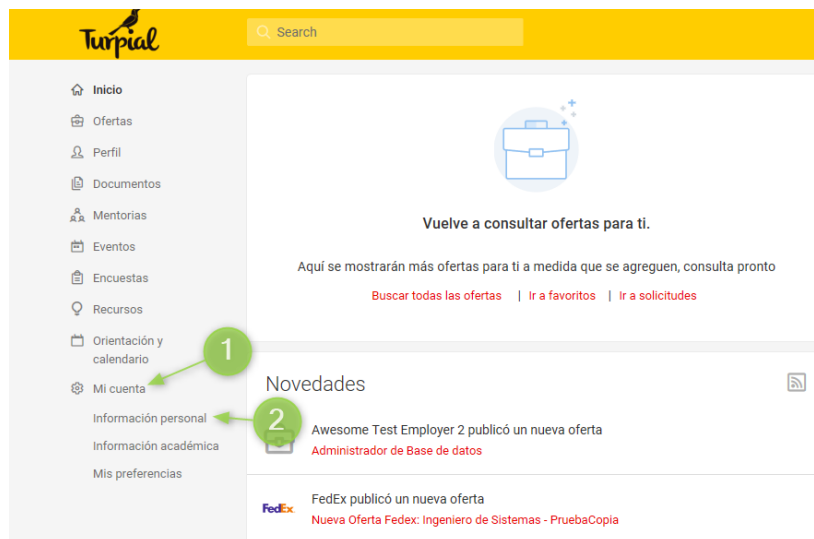 Turpial
Search
Inicio
Ofertas
Perfil
Documentos
Mentorias
Eventos
Encuestas
Recursos
Orientación y
calendario
1
Mi cuenta
Información personal
2
Información académica
Mis preferencias
Vuelve a consultar ofertas para ti.
Aquí se mostrarán más ofertas para ti a medida que se agreguen, consulta pronto
Buscar todas las ofertas | Ir a favoritos | Ir a solicitudes
Novedades
Awesome Test Employer 2 publicó un nueva oferta
Administrador de Base de datos
FedEx
FedEx publicó un nueva oferta
Nueva Oferta Fedex: Ingeniero de Sistemas - PruebaCopia